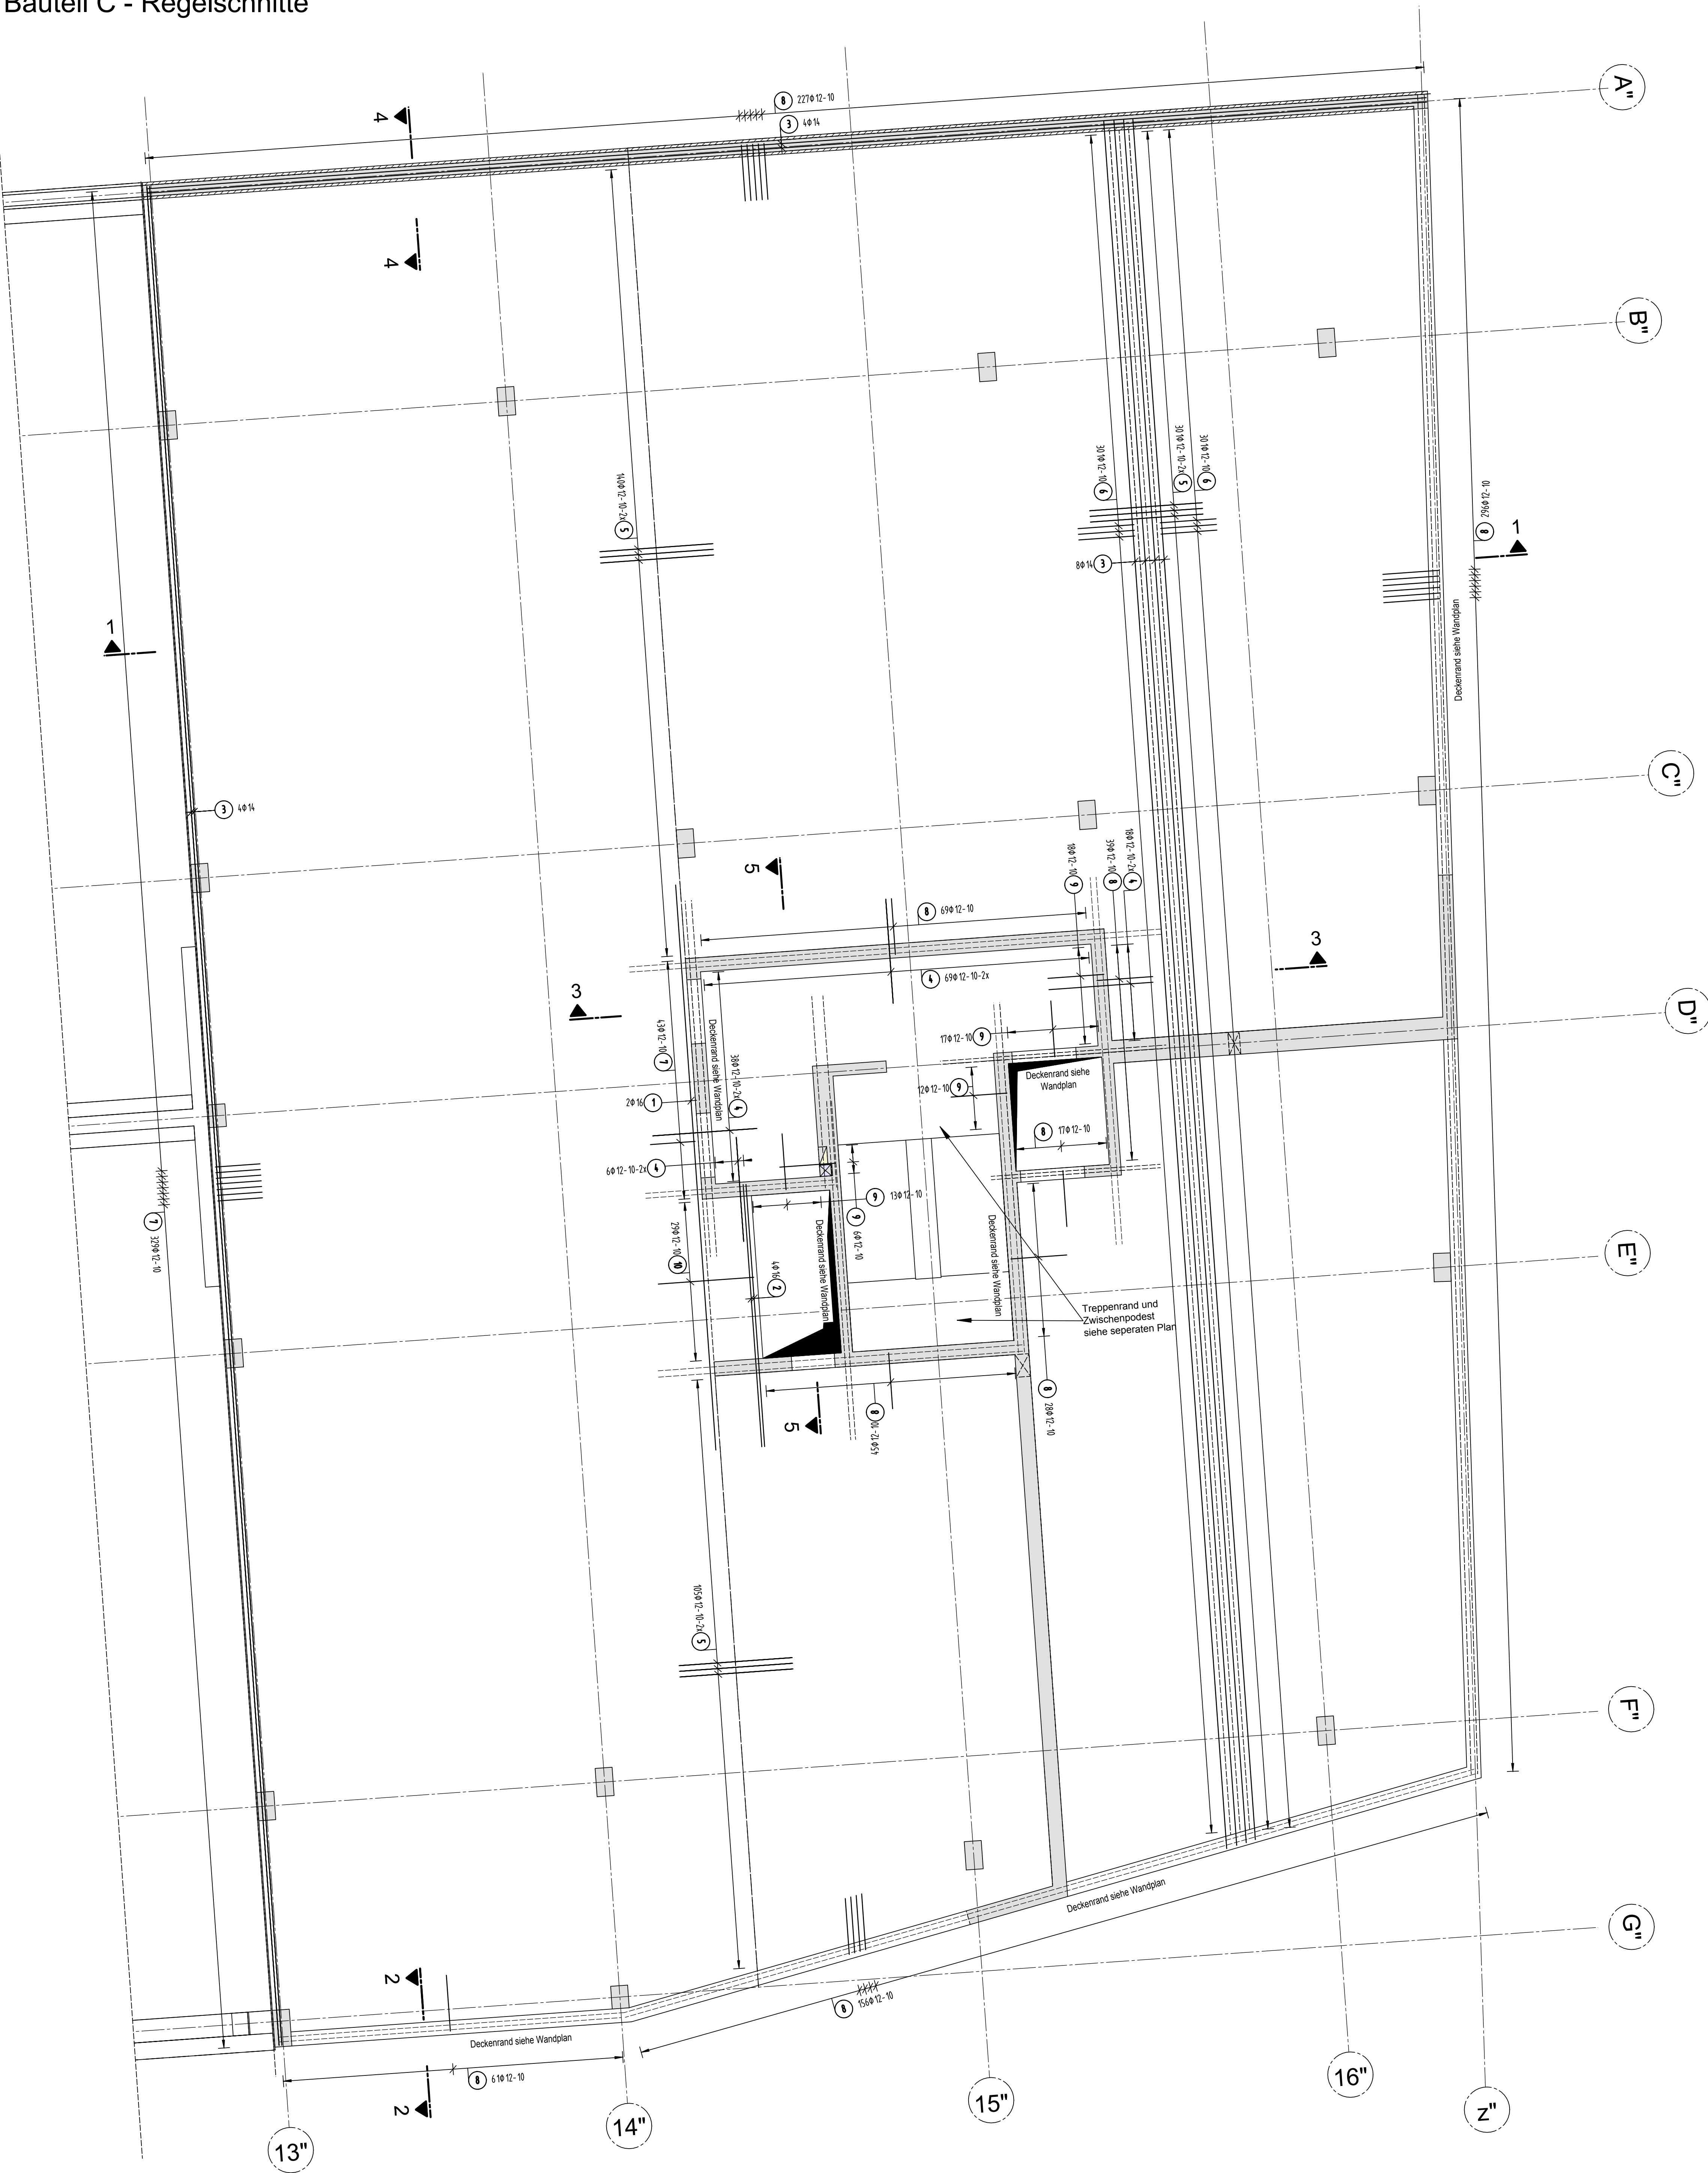 Bauteil C - Regelschnitte
8 227Φ12-10
3 4Φ14
A"
4
4
B"
140Φ12-10-2x 5
301Φ12-10 6
301Φ12-10-2x 5
301Φ12-10 6
8Φ14 3
8 296Φ12-10
1
1
Deckenrand siehe Wandplan
3 4Φ14
C"
5
18Φ12-10 9
39Φ12-10 8
18Φ12-10-2x 4
8 69Φ12-10
4 69Φ12-10-2x
3
3
D"
43Φ12-10 7
Deckenrand siehe Wandplan
38Φ12-10-2x 4
17Φ12-10 9
12Φ12-10 9
Deckenrand siehe
Wandplan
8 17Φ12-10
2Φ16 1
6Φ12-10-2x 4
9 13Φ12-10
9 6Φ12-10
29Φ12-10 10
4Φ16 2
Deckenrand siehe Wandplan
Deckenrand siehe Wandplan
7 329Φ12-10
E"
Treppenrand und
Zwischenpodest
siehe seperaten Plan
8 28Φ12-10
8 45Φ12-10
5
105Φ12-10-2x 5
F"
Deckenrand siehe Wandplan
G"
2
8 156Φ12-10
Deckenrand siehe Wandplan
8 61Φ12-10
2
13"
14"
15"
16"
z"